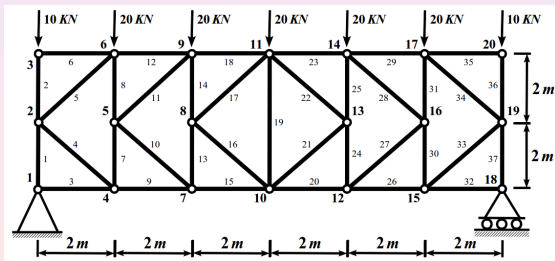 10 KN 20 KN 20 KN 20 KN 20 KN 20 KN 10 KN
3 6 9 11 14 17 20
6 12 18 23 29 35
2 5 8 11 14 17 19 22 25 28 31 34 36
2 5 8 13 16 19
1 4 7 10 13 16 21 24 27 30 33 37
1 4 7 10 12 15 18
3 9 15 20 26 32
2 m
2 m
2 m 2 m 2 m 2 m 2 m 2 m